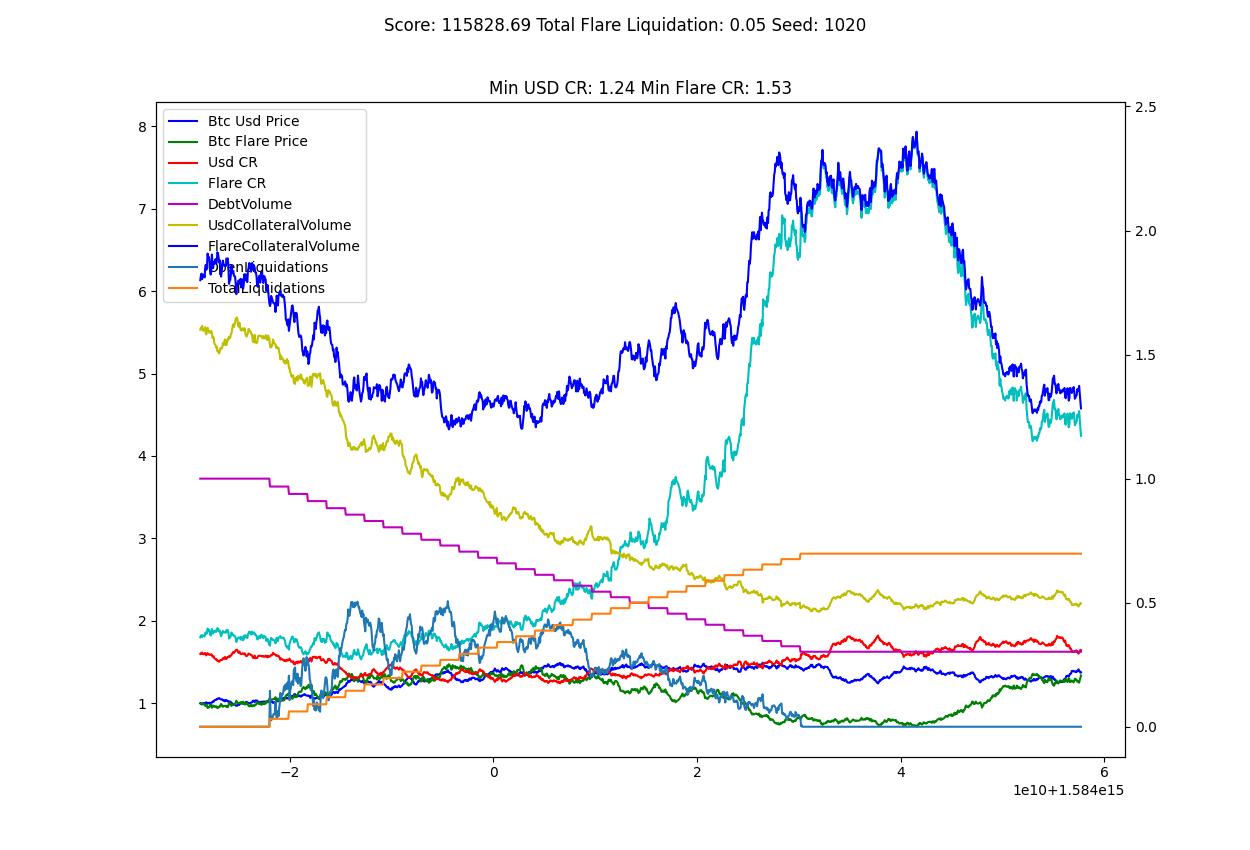 Score: 115828.69 Total Flare Liquidation: 0.05 Seed: 1020
Min USD CR: 1.24 Min Flare CR: 1.53
Btc Usd Price
Btc Flare Price
Usd CR
Flare CR
DebtVolume
UsdCollateralVolume
FlareCollateralVolume
OpenLiquidations
TotalLiquidations
8
7
6
5
4
3
2
1
2.5
2.0
1.5
1.0
0.5
0.0
−2
0
2
4
6
1e10+1.584e15